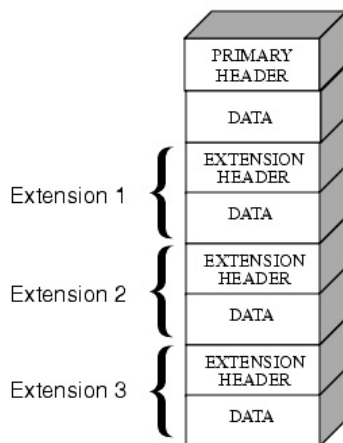 PRIMARY
HEADER
DATA
Extension 1
EXTENSION
HEADER
DATA
Extension 2
EXTENSION
HEADER
DATA
Extension 3
EXTENSION
HEADER
DATA